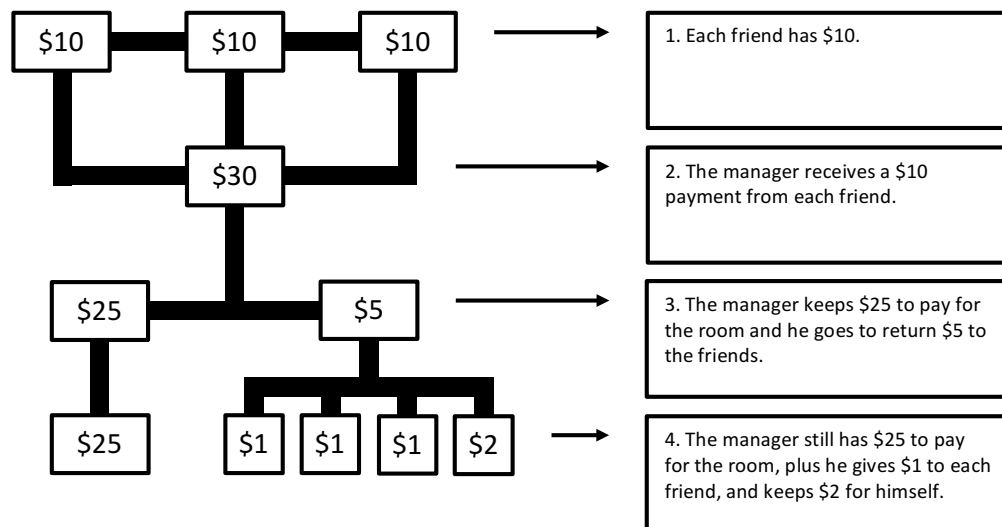 $10 $10 $10
1. Each friend has $10.
$30
2. The manager receives a $10
payment from each friend.
$25 $5
3. The manager keeps $25 to pay for
the room and he goes to return $5 to
the friends.
$25 $1 $1 $1 $2
4. The manager still has $25 to pay
for the room, plus he gives $1 to each
friend, and keeps $2 for himself.